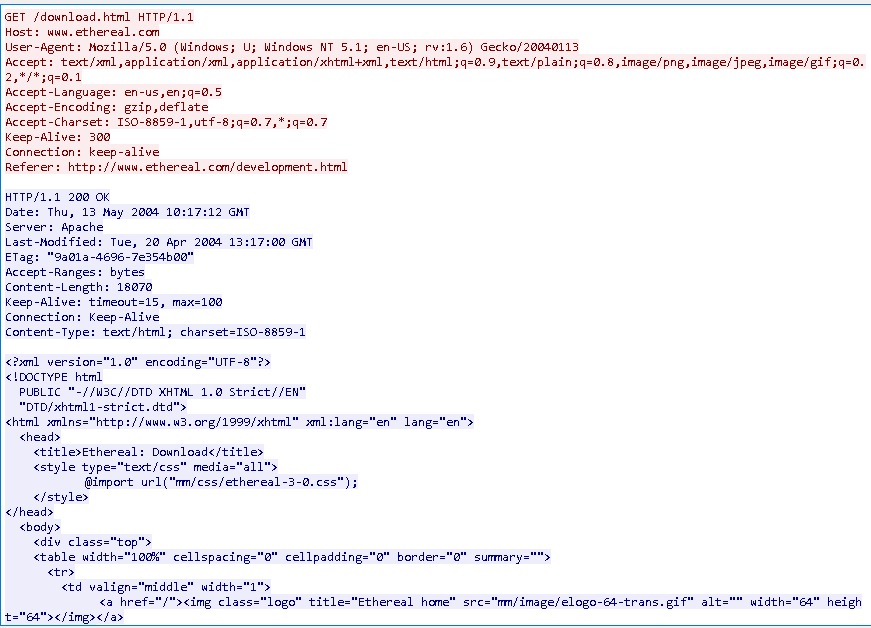 GET /download.html HTTP/1.1
Host: www.ethereal.com
User-Agent: Mozilla/5.0 (Windows; U; Windows NT 5.1; en-US; rv:1.6) Gecko/20040113
Accept: text/xml,application/xml,application/xhtml+xml,text/html;q=0.9,text/plain;q=0.8,image/png,image/jpeg,image/gif;q=0.
2,*/*;q=0.1
Accept-Language: en-us,en;q=0.5
Accept-Encoding: gzip,deflate
Accept-Charset: ISO-8859-1,utf-8;q=0.7,*;q=0.7
Keep-Alive: 300
Connection: keep-alive
Referer: http://www.ethereal.com/development.html

HTTP/1.1 200 OK
Date: Thu, 13 May 2004 10:17:12 GMT
Server: Apache
Last-Modified: Tue, 20 Apr 2004 13:17:00 GMT
ETag: "9a01a-4696-7e354b00"
Accept-Ranges: bytes
Content-Length: 18070
Keep-Alive: timeout=15, max=100
Connection: Keep-Alive
Content-Type: text/html; charset=ISO-8859-1

<?xml version="1.0" encoding="UTF-8"?>
<!DOCTYPE html
  PUBLIC "-//W3C//DTD XHTML 1.0 Strict//EN"
  "DTD/xhtml1-strict.dtd">
<html xmlns="http://www.w3.org/1999/xhtml" xml:lang="en" lang="en">
  <head>
    <title>Ethereal: Download</title>
    <style type="text/css" media="all">
           @import url("mm/css/ethereal-3-0.css");
    </style>
</head>
  <body>
    <div class="top">
    <table width="100%" cellspacing="0" cellpadding="0" border="0" summary="">
      <tr>
        <td valign="middle" width="1">
             <a href="/"><img class="logo" title="Ethereal home" src="mm/image/elogo-64-trans.gif" alt="" width="64" heigh
t="64"></img></a>